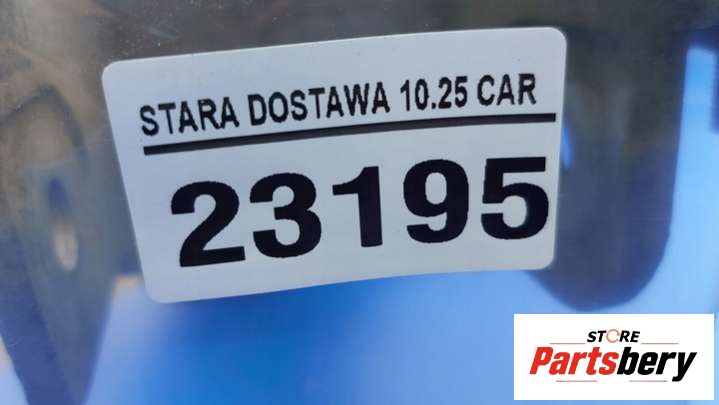 STARA DOSTAWA 10.25 CAR
23195
STORE
Partsbery